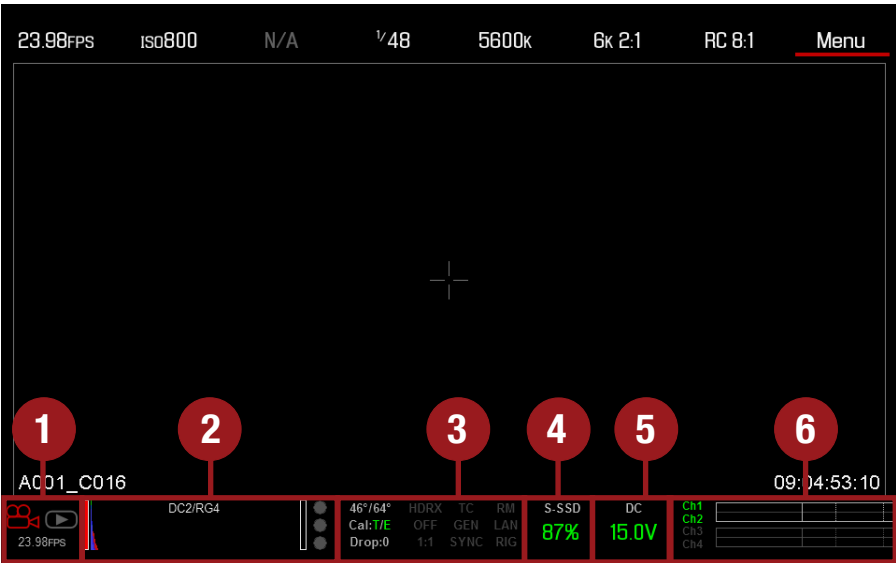 23.98FPS ISO800 N/A 1/48 5600K 6K 2:1 RC 8:1 Menu
1 2 3 4 5 6
A001_C016 09:04:53:10
DC2/RG4
23.98FPS
46°/64° HDRX TC RM
Cal:T/E OFF GEN LAN
Drop:0 1:1 SYNC RIG
S-SSD
87%
DC
15.0V
Ch1
Ch2
Ch3
Ch4